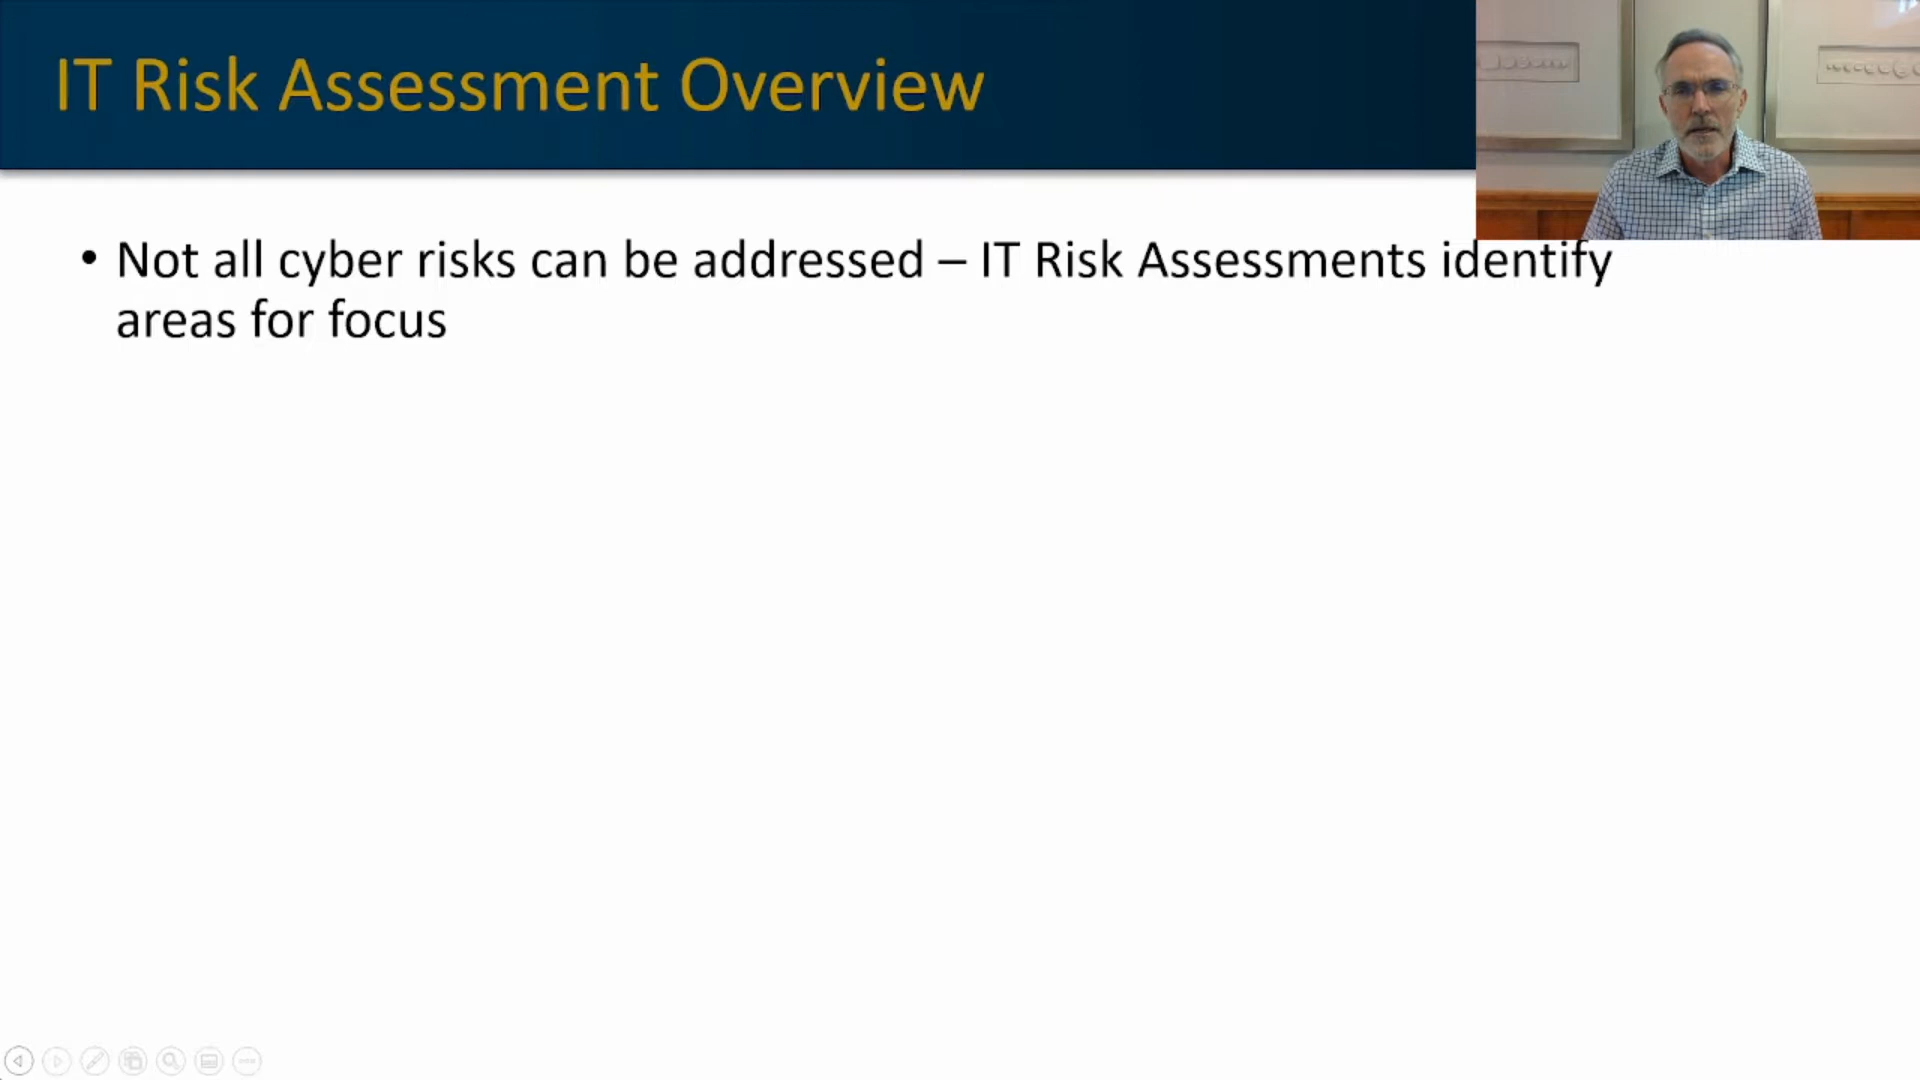 IT Risk Assessment Overview
• Not all cyber risks can be addressed – IT Risk Assessments identify
areas for focus